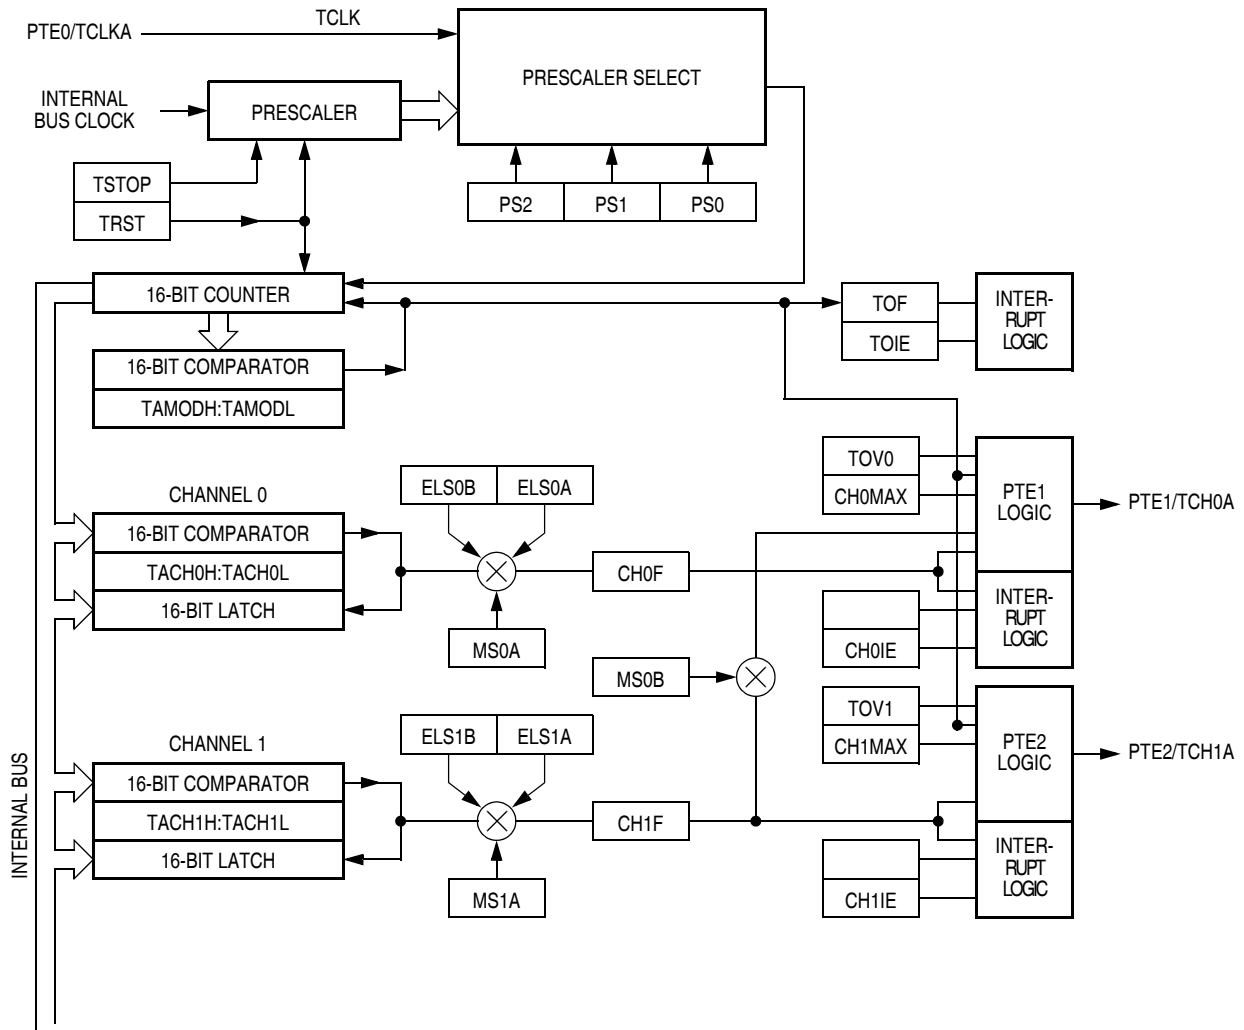 TCLK
PTE0/TCLKA
PRESCALER SELECT
INTERNAL
BUS CLOCK
PRESCALER
TSTOP
TRST
PS2
PS1
PS0
16-BIT COUNTER
TOF
TOIE
INTER-
RUPT
LOGIC
16-BIT COMPARATOR
TAMODH:TAMODL
TOV0
CH0MAX
PTE1
LOGIC
PTE1/TCH0A
CHANNEL 0
ELS0B
ELS0A
16-BIT COMPARATOR
TACH0H:TACH0L
16-BIT LATCH
CH0F
MS0A
INTER-
RUPT
LOGIC
CH0IE
MS0B
TOV1
CH1MAX
PTE2
LOGIC
PTE2/TCH1A
CHANNEL 1
ELS1B
ELS1A
16-BIT COMPARATOR
TACH1H:TACH1L
16-BIT LATCH
CH1F
MS1A
INTER-
RUPT
LOGIC
CH1IE
INTERNAL BUS